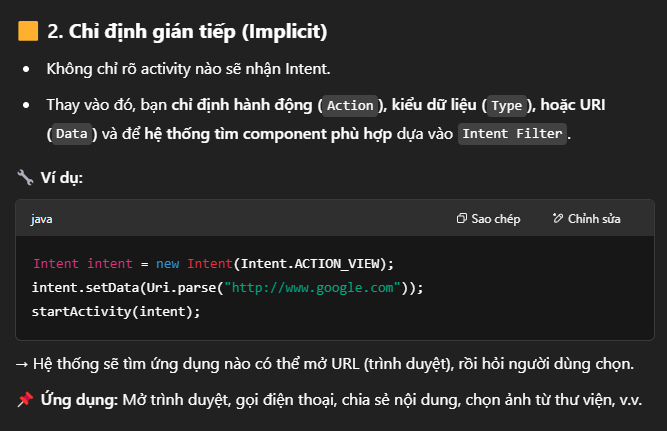 2. Chỉ định gián tiếp (Implicit)
• Không chỉ rõ activity nào sẽ nhận Intent.
• Thay vào đó, bạn chỉ định hành động (Action), kiểu dữ liệu (Type), hoặc URI
(Data) và để hệ thống tìm component phù hợp dựa vào Intent Filter.
🔧 Ví dụ:
java Sao chép Chỉnh sửa
Intent intent = new Intent(Intent.ACTION_VIEW);
intent.setData(Uri.parse("http://www.google.com"));
startActivity(intent);
→ Hệ thống sẽ tìm ứng dụng nào có thể mở URL (trình duyệt), rồi hỏi người dùng chọn.
📌 Ứng dụng: Mở trình duyệt, gọi điện thoại, chia sẻ nội dung, chọn ảnh từ thư viện, v.v.